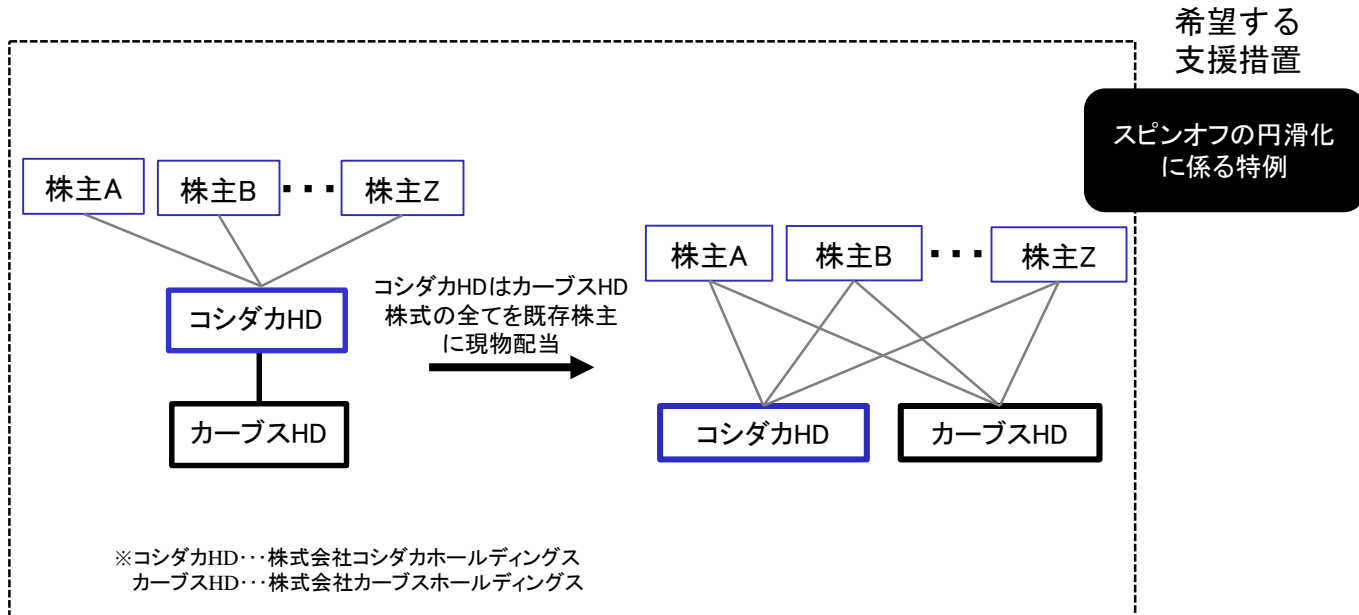 希望する
支援措置
スピンオフの円滑化
に係る特例
株主A
株主B
・・・
株主Z
コシダカHD
カーブスHD
コシダカHDはカーブスHD
株式の全てを既存株主
に現物配当
株主A
株主B
・・・
株主Z
コシダカHD
カーブスHD
※コシダカHD･･･株式会社コシダカホールディングス
カーブスHD･･･株式会社カーブスホールディングス